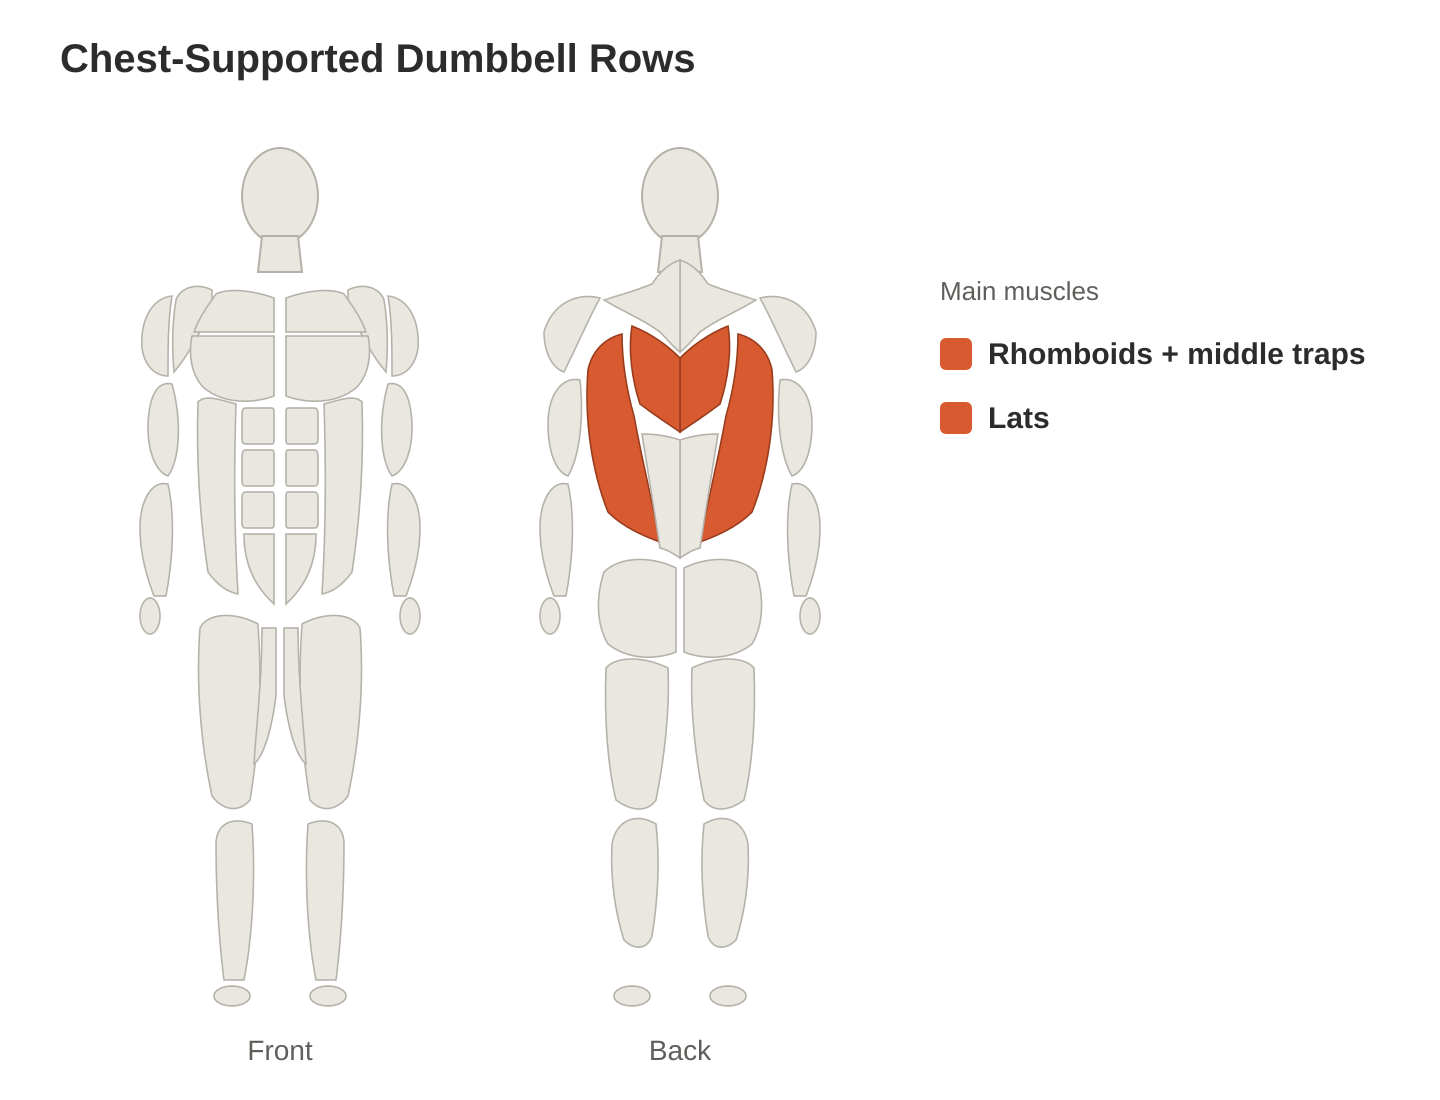 Chest-Supported Dumbbell Rows
Main muscles
Rhomboids + middle traps
Lats
Front
Back